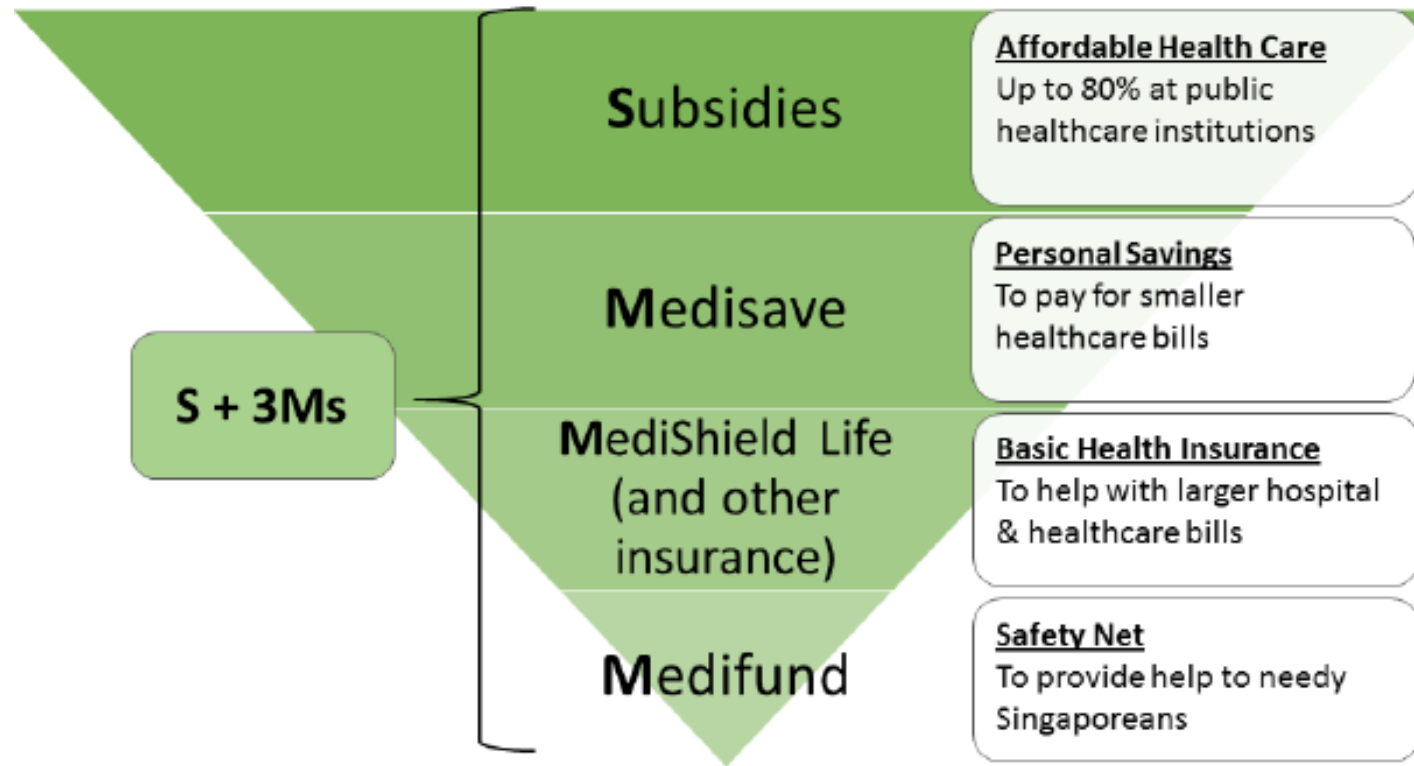 Subsidies
Affordable Health Care
Up to 80% at public
healthcare institutions
Medisave
Personal Savings
To pay for smaller
healthcare bills
S + 3Ms
MediShield Life
(and other
insurance)
Basic Health Insurance
To help with larger hospital
& healthcare bills
Medifund
Safety Net
To provide help to needy
Singaporeans